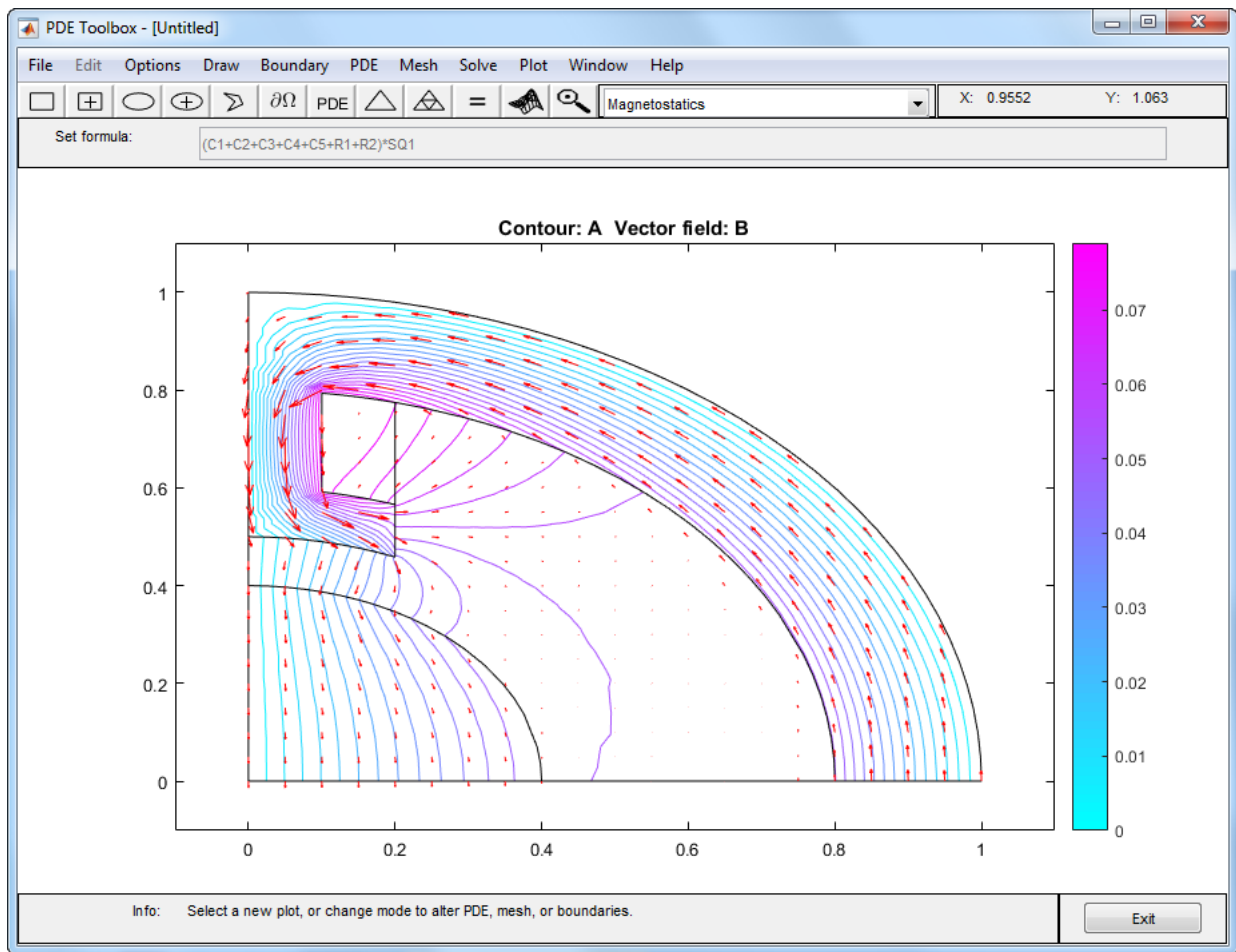 PDE Toolbox - [Untitled]
File Edit Options Draw Boundary PDE Mesh Solve Plot Window Help
∂Ω PDE = Magnetostatics X: 0.9552 Y: 1.063
Set formula: (C1+C2+C3+C4+C5+R1+R2)*SQ1
Contour: A Vector field: B
1
0.8
0.6
0.4
0.2
0
0 0.2 0.4 0.6 0.8 1
0.07
0.06
0.05
0.04
0.03
0.02
0.01
0
Info: Select a new plot, or change mode to alter PDE, mesh, or boundaries.
Exit